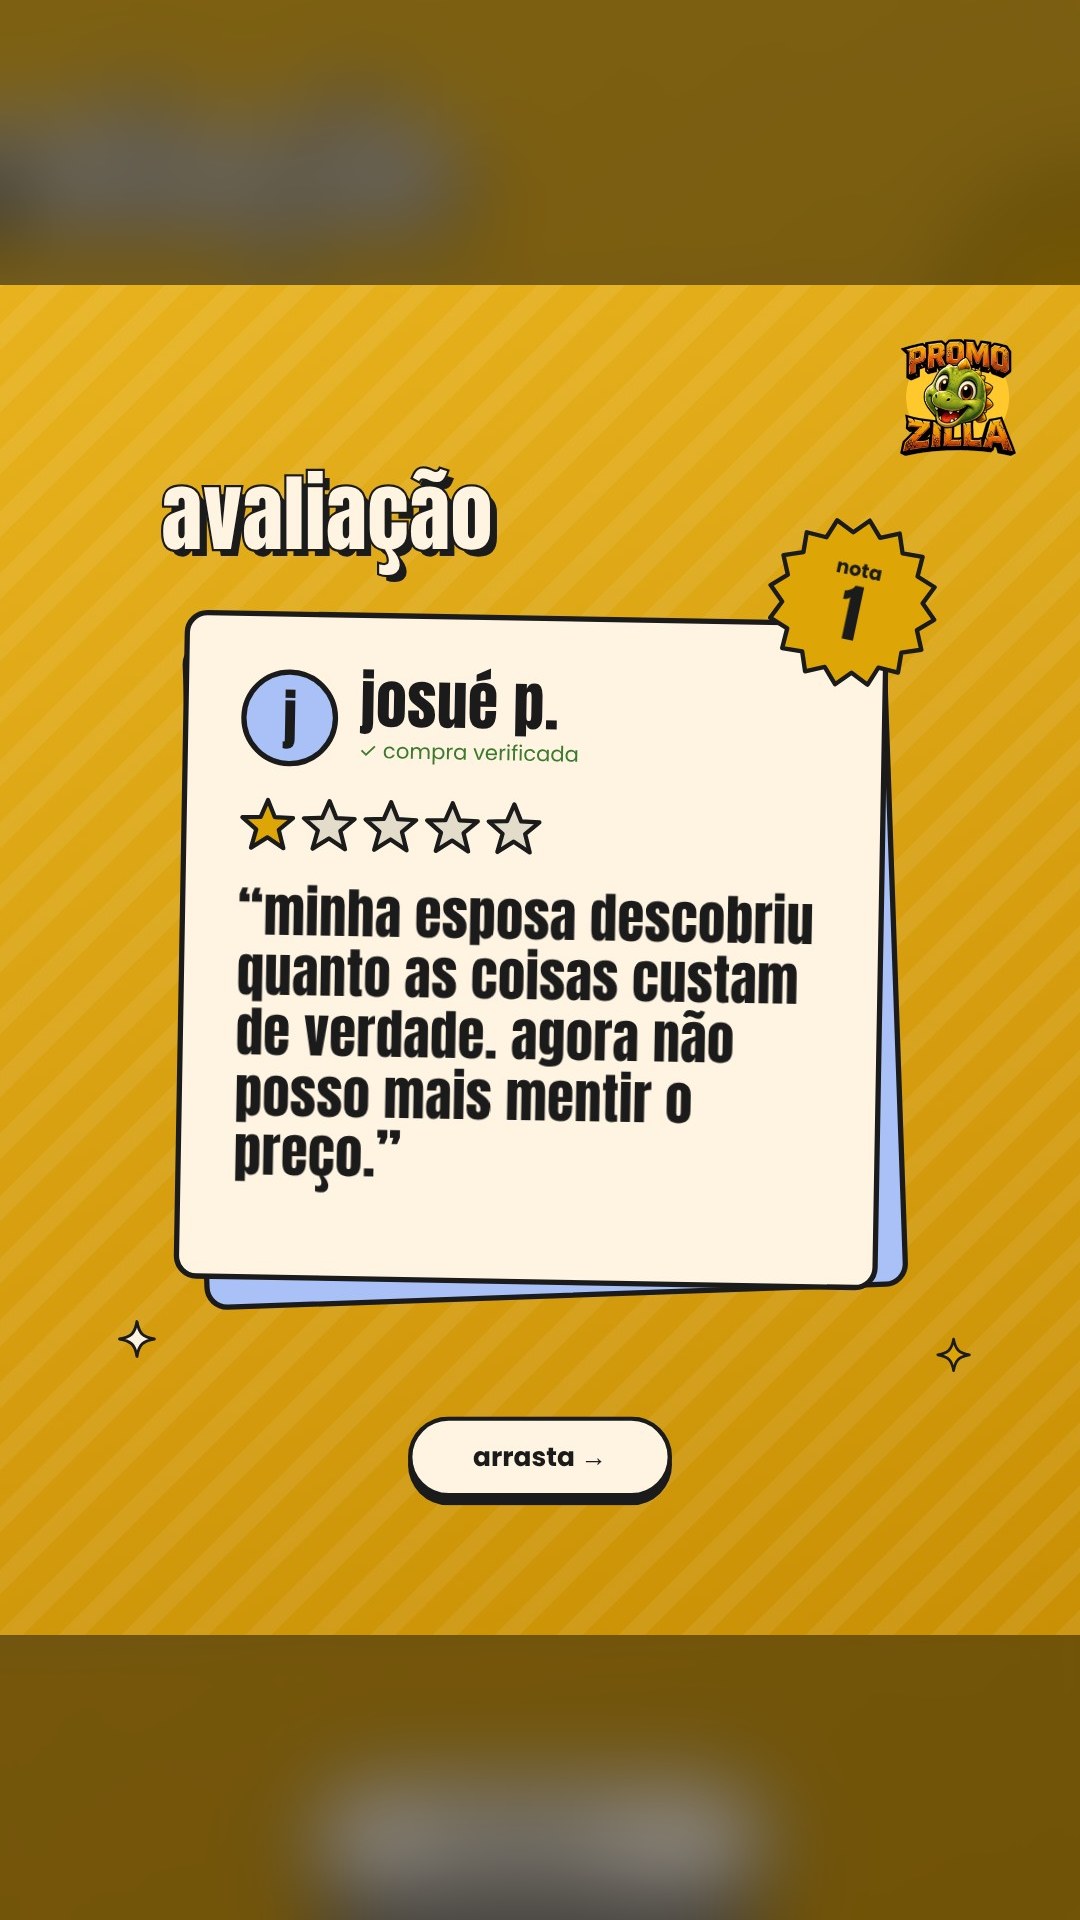 PROMO
ZILLA
avaliação
nota
1
j
josué p.
✓ compra verificada
“minha esposa descobriu
quanto as coisas custam
de verdade. agora não
posso mais mentir o
preço.”
arrasta →